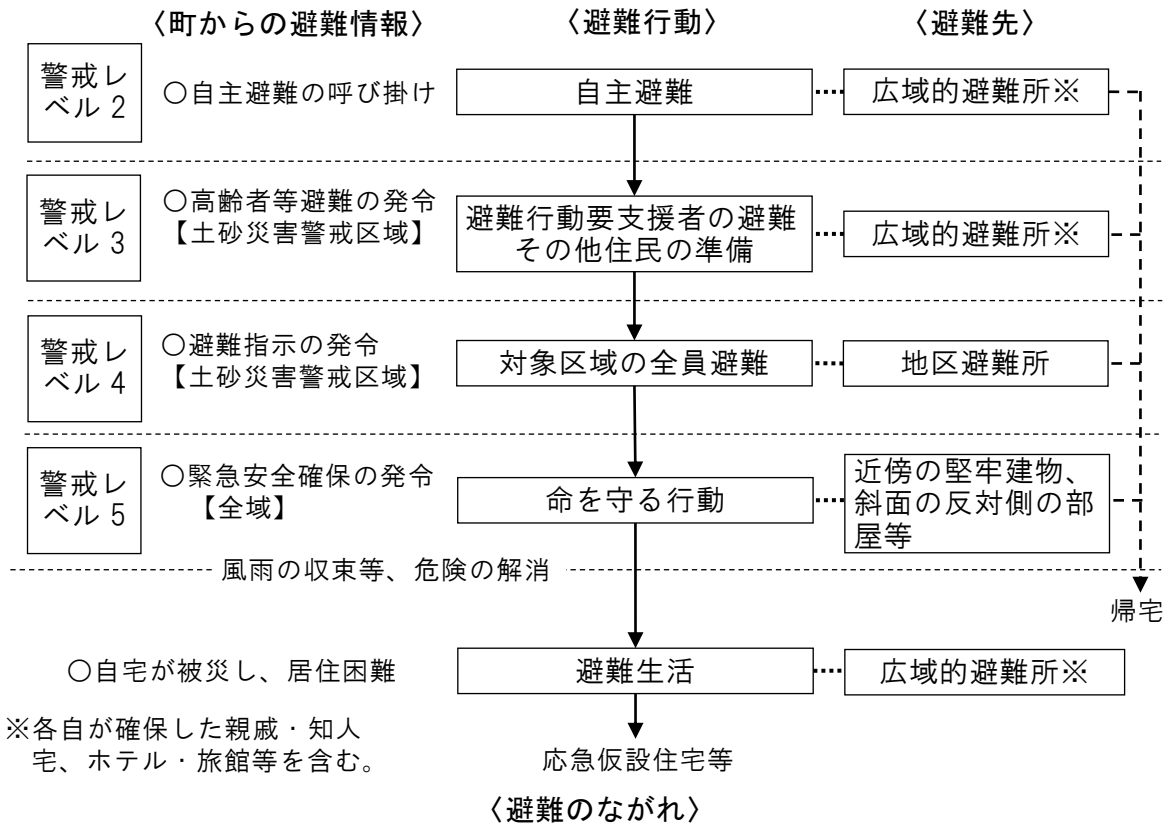 〈町からの避難情報〉 〈避難行動〉 〈避難先〉
警戒レ
ベル 2
○自主避難の呼び掛け
自主避難
広域的避難所※
警戒レ
ベル 3
○高齢者等避難の発令
【土砂災害警戒区域】
避難行動要支援者の避難
その他住民の準備
広域的避難所※
警戒レ
ベル 4
○避難指示の発令
【土砂災害警戒区域】
対象区域の全員避難
地区避難所
警戒レ
ベル 5
○緊急安全確保の発令
【全域】
命を守る行動
近傍の堅牢建物、
斜面の反対側の部
屋等
風雨の収束等、危険の解消
帰宅
○自宅が被災し、居住困難
避難生活
広域的避難所※
※各自が確保した親戚・知人
宅、ホテル・旅館等を含む。
応急仮設住宅等
〈避難のながれ〉